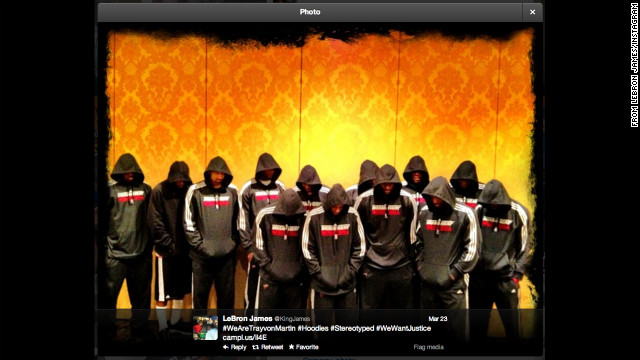 Photo
×
FROM LEBRON JAMES/INSTAGRAM
LeBron James @KingJames
Mar 23
#WeAreTrayvonMartin #Hoodies #Stereotyped #WeWantJustice
campl.us/iI4E
Reply Retweet Favorite
Flag media